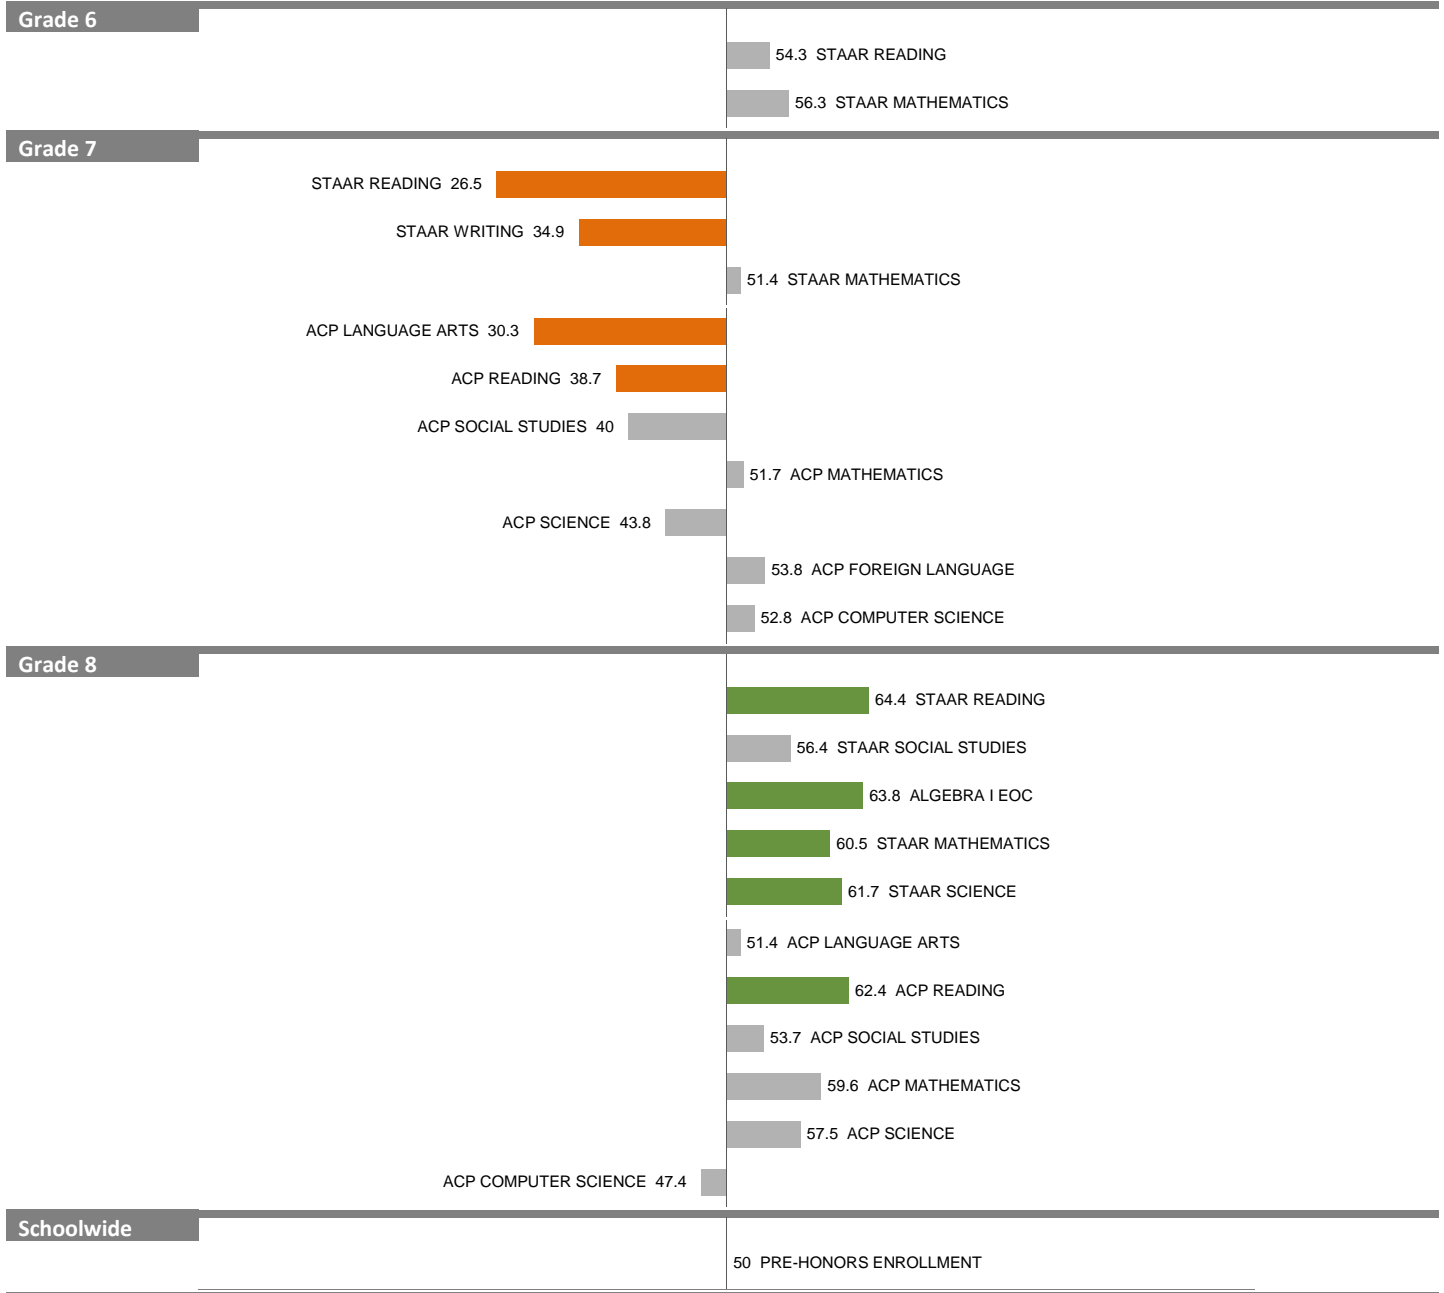 Grade 6
54.3 STAAR READING
56.3 STAAR MATHEMATICS
Grade 7
STAAR READING 26.5
STAAR WRITING 34.9
51.4 STAAR MATHEMATICS
ACP LANGUAGE ARTS 30.3
ACP READING 38.7
ACP SOCIAL STUDIES 40
51.7 ACP MATHEMATICS
ACP SCIENCE 43.8
53.8 ACP FOREIGN LANGUAGE
52.8 ACP COMPUTER SCIENCE
Grade 8
64.4 STAAR READING
56.4 STAAR SOCIAL STUDIES
63.8 ALGEBRA I EOC
60.5 STAAR MATHEMATICS
61.7 STAAR SCIENCE
51.4 ACP LANGUAGE ARTS
62.4 ACP READING
53.7 ACP SOCIAL STUDIES
59.6 ACP MATHEMATICS
57.5 ACP SCIENCE
ACP COMPUTER SCIENCE 47.4
Schoolwide
50 PRE-HONORS ENROLLMENT